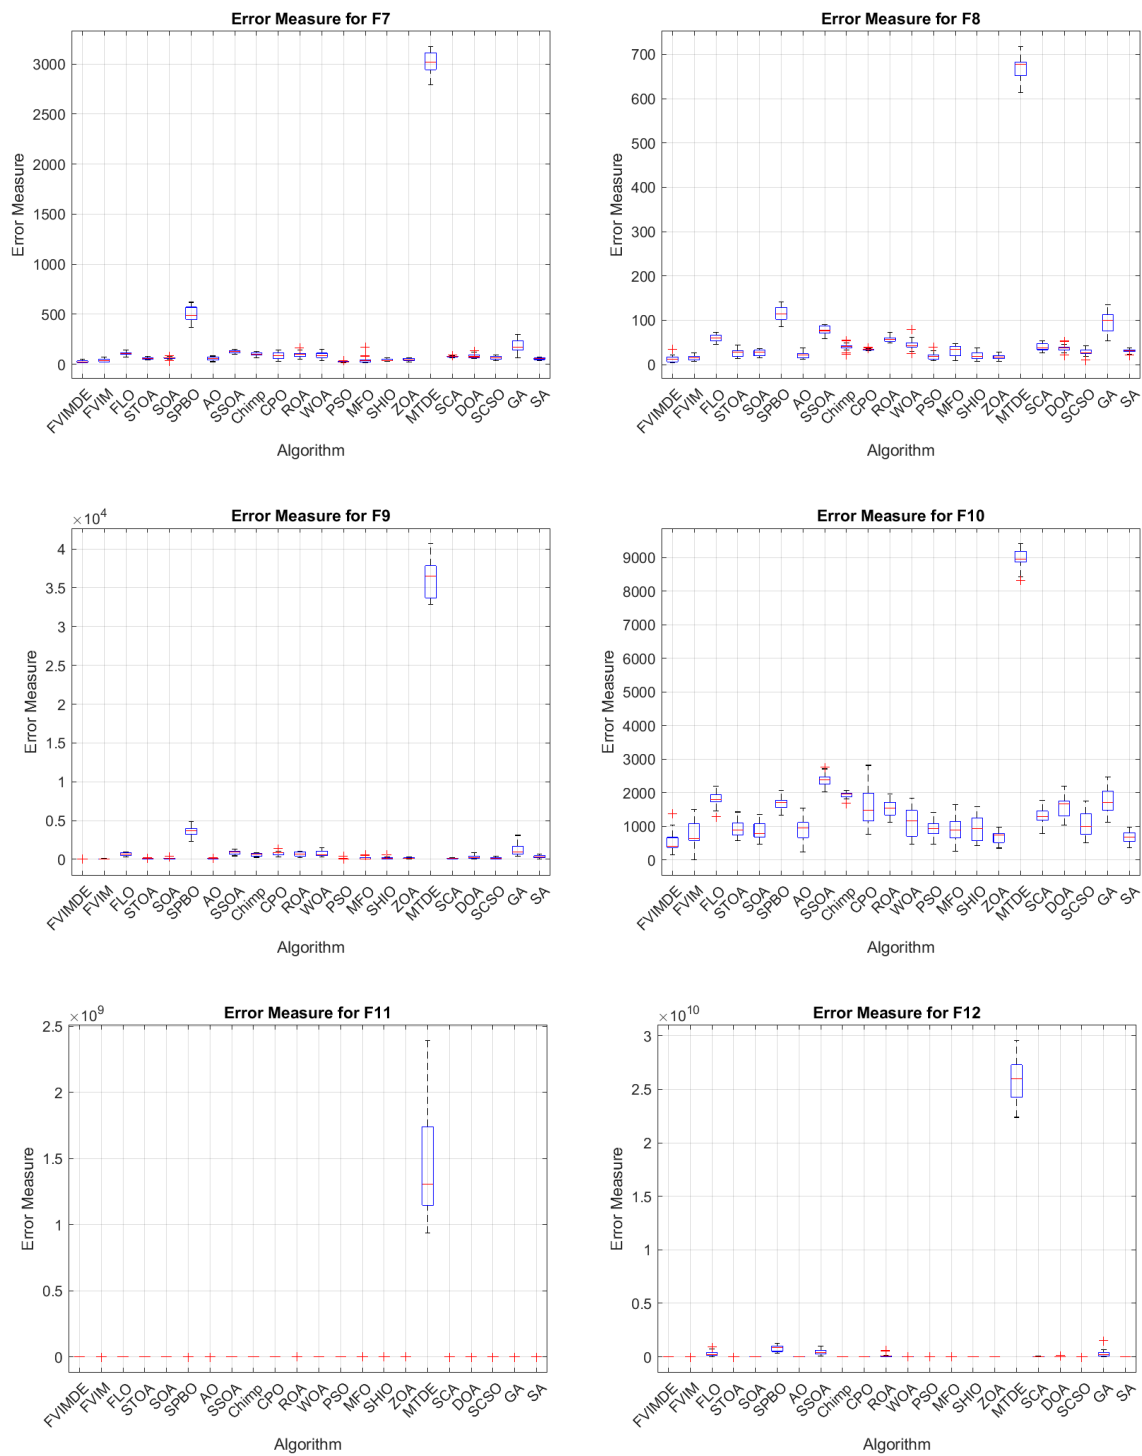 Error Measure for F7
3000
2500
2000
1500
1000
500
0
Error Measure
FVIMDE FVIM FLO STOA SOA SPBO AO SSOA Chimp CPO ROA WOA PSO MFO SHIO ZOA MTDE SCA DOA SCSO GA SA
Algorithm
Error Measure for F8
700
600
500
400
300
200
100
0
Error Measure
FVIMDE FVIM FLO STOA SOA SPBO AO SSOA Chimp CPO ROA WOA PSO MFO SHIO ZOA MTDE SCA DOA SCSO GA SA
Algorithm
Error Measure for F9
×10^4
4
3.5
3
2.5
2
1.5
1
0.5
0
Error Measure
FVIMDE FVIM FLO STOA SOA SPBO AO SSOA Chimp CPO ROA WOA PSO MFO SHIO ZOA MTDE SCA DOA SCSO GA SA
Algorithm
Error Measure for F10
9000
8000
7000
6000
5000
4000
3000
2000
1000
0
Error Measure
FVIMDE FVIM FLO STOA SOA SPBO AO SSOA Chimp CPO ROA WOA PSO MFO SHIO ZOA MTDE SCA DOA SCSO GA SA
Algorithm
Error Measure for F11
×10^9
2.5
2
1.5
1
0.5
0
Error Measure
FVIMDE FVIM FLO STOA SOA SPBO AO SSOA Chimp CPO ROA WOA PSO MFO SHIO ZOA MTDE SCA DOA SCSO GA SA
Algorithm
Error Measure for F12
×10^10
3
2.5
2
1.5
1
0.5
0
Error Measure
FVIMDE FVIM FLO STOA SOA SPBO AO SSOA Chimp CPO ROA WOA PSO MFO SHIO ZOA MTDE SCA DOA SCSO GA SA
Algorithm